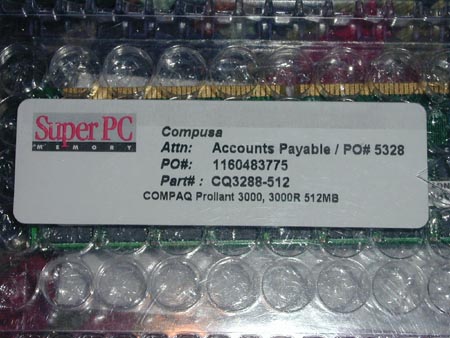 Super PC
MEMORY
Compusa
Attn: Accounts Payable / PO# 5328
PO#: 1160483775
Part# : CQ3288-512
COMPAQ Proliant 3000, 3000R 512MB